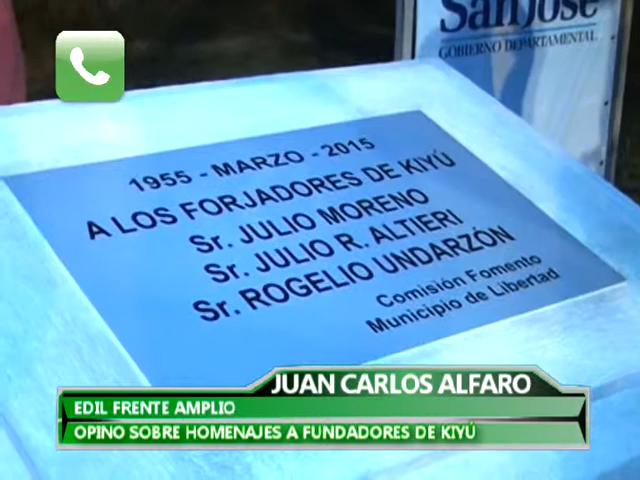 San José
GOBIERNO DEPARTAMENTAL
1955 - MARZO - 2015
A LOS FORJADORES DE KIYÚ
Sr. JULIO MORENO
Sr. JULIO R. ALTIERI
Sr. ROGELIO UNDARZÓN
Comisión Fomento
Municipio de Libertad
JUAN CARLOS ALFARO
EDIL FRENTE AMPLIO
OPINO SOBRE HOMENAJES A FUNDADORES DE KIYÚ